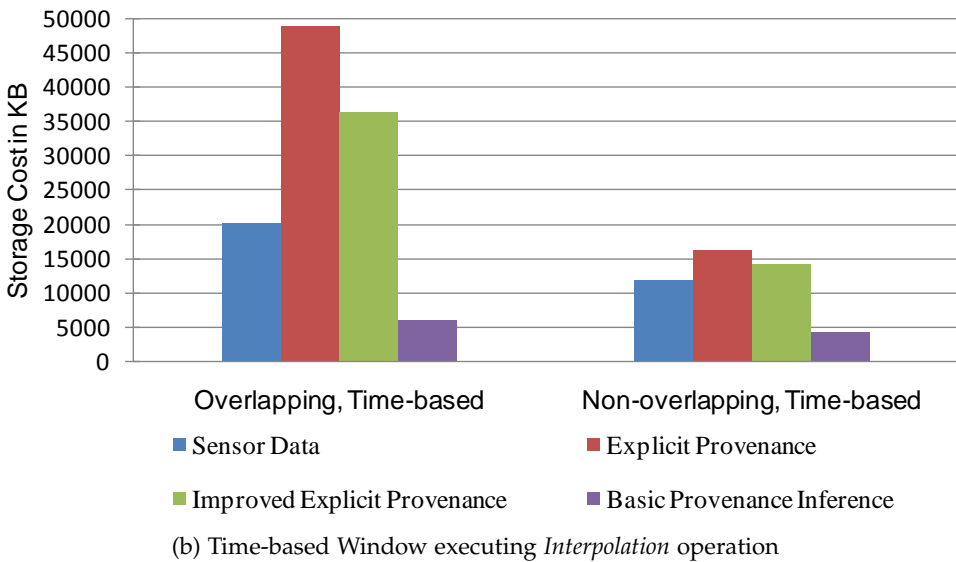 50000
45000
40000
35000
30000
25000
20000
15000
10000
5000
0
Storage Cost in KB
Overlapping, Time-based
Non-overlapping, Time-based
Sensor Data
Explicit Provenance
Improved Explicit Provenance
Basic Provenance Inference
(b) Time-based Window executing Interpolation operation